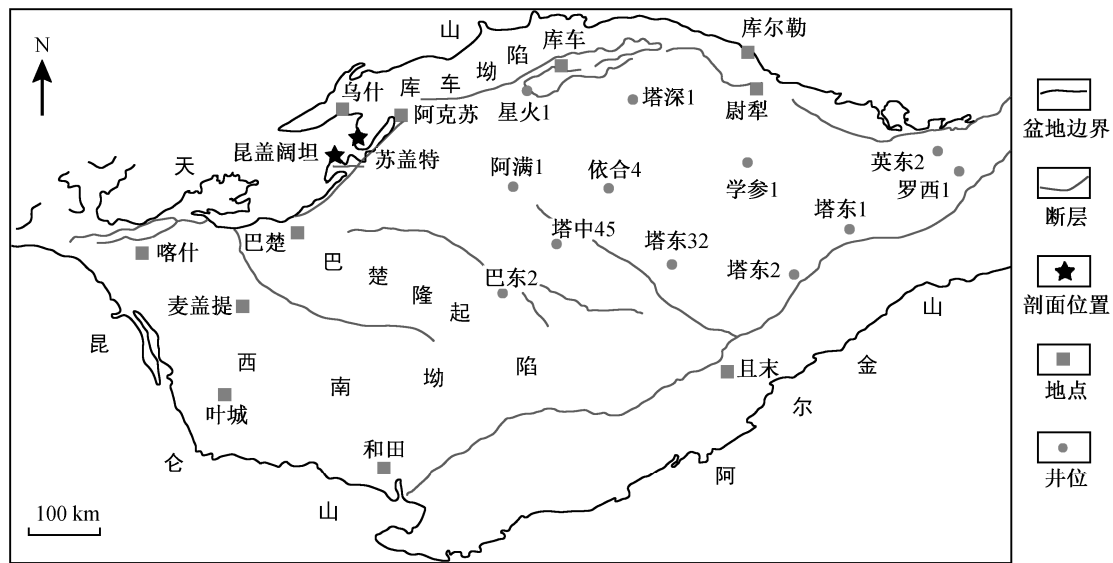 N
山
库尔勒
库车
库车坳陷
乌什
阿克苏
星火1
塔深1
尉犁
昆盖阔坦
苏盖特
天
阿满1
依合4
学参1
英东2
罗西1
喀什
巴楚
塔中45
塔东32
塔东1
塔东2
巴楚隆起
巴东2
麦盖提
西南坳陷
叶城
且末
和田
昆仑山
阿尔金山
100 km
盆地边界
断层
剖面位置
地点
井位